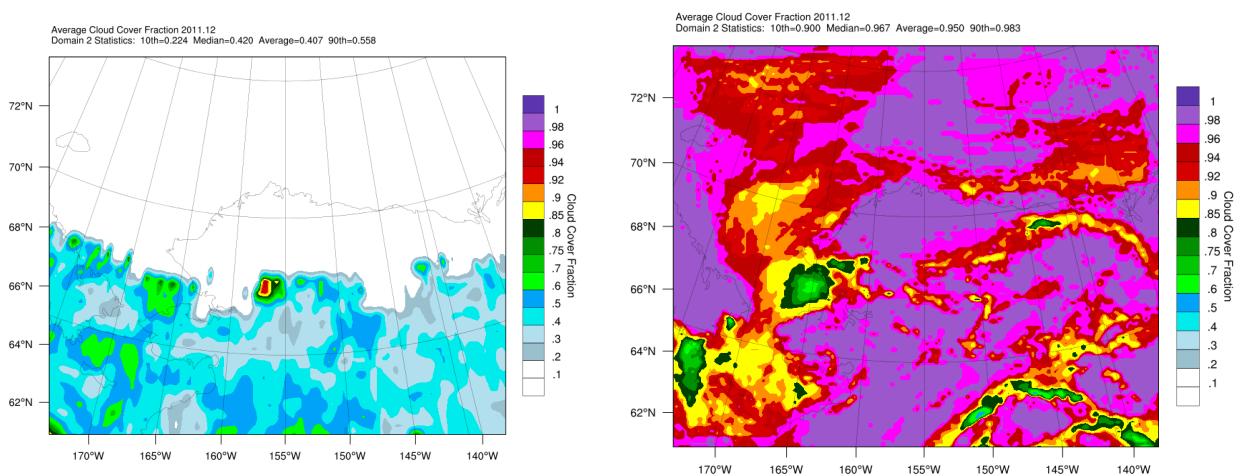 Average Cloud Cover Fraction 2011.12
Domain 2 Statistics: 10th=0.224 Median=0.420 Average=0.407 90th=0.558
72°N
70°N
68°N
66°N
64°N
62°N
170°W 165°W 160°W 155°W 150°W 145°W 140°W
1
.98
.96
.94
.92
.9
.85
.8
.75
.7
.6
.5
.4
.3
.2
.1
Cloud Cover Fraction
Average Cloud Cover Fraction 2011.12
Domain 2 Statistics: 10th=0.900 Median=0.967 Average=0.950 90th=0.983
72°N
70°N
68°N
66°N
64°N
62°N
170°W 165°W 160°W 155°W 150°W 145°W 140°W
1
.98
.96
.94
.92
.9
.85
.8
.75
.7
.6
.5
.4
.3
.2
.1
Cloud Cover Fraction